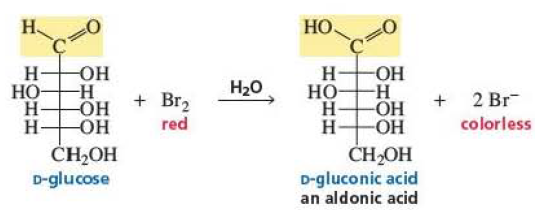 H O HO O
C C
H OH H OH
HO H HO H
H OH + Br₂ H₂O H OH + 2 Br⁻
H OH red H OH colorless
CH₂OH CH₂OH
D-glucose D-gluconic acid
an aldonic acid